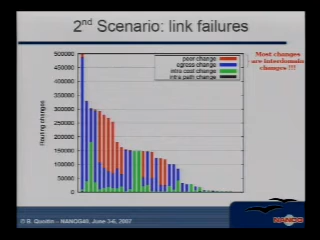 2nd Scenario: link failures
Most changes
are interdomain
changes !!!
peer change
egress change
intra cost change
intra path change
Routing changes
500000
450000
400000
350000
300000
250000
200000
150000
100000
50000
0
© B. Quoitin - NANOG40, June 3-6, 2007
NANOG